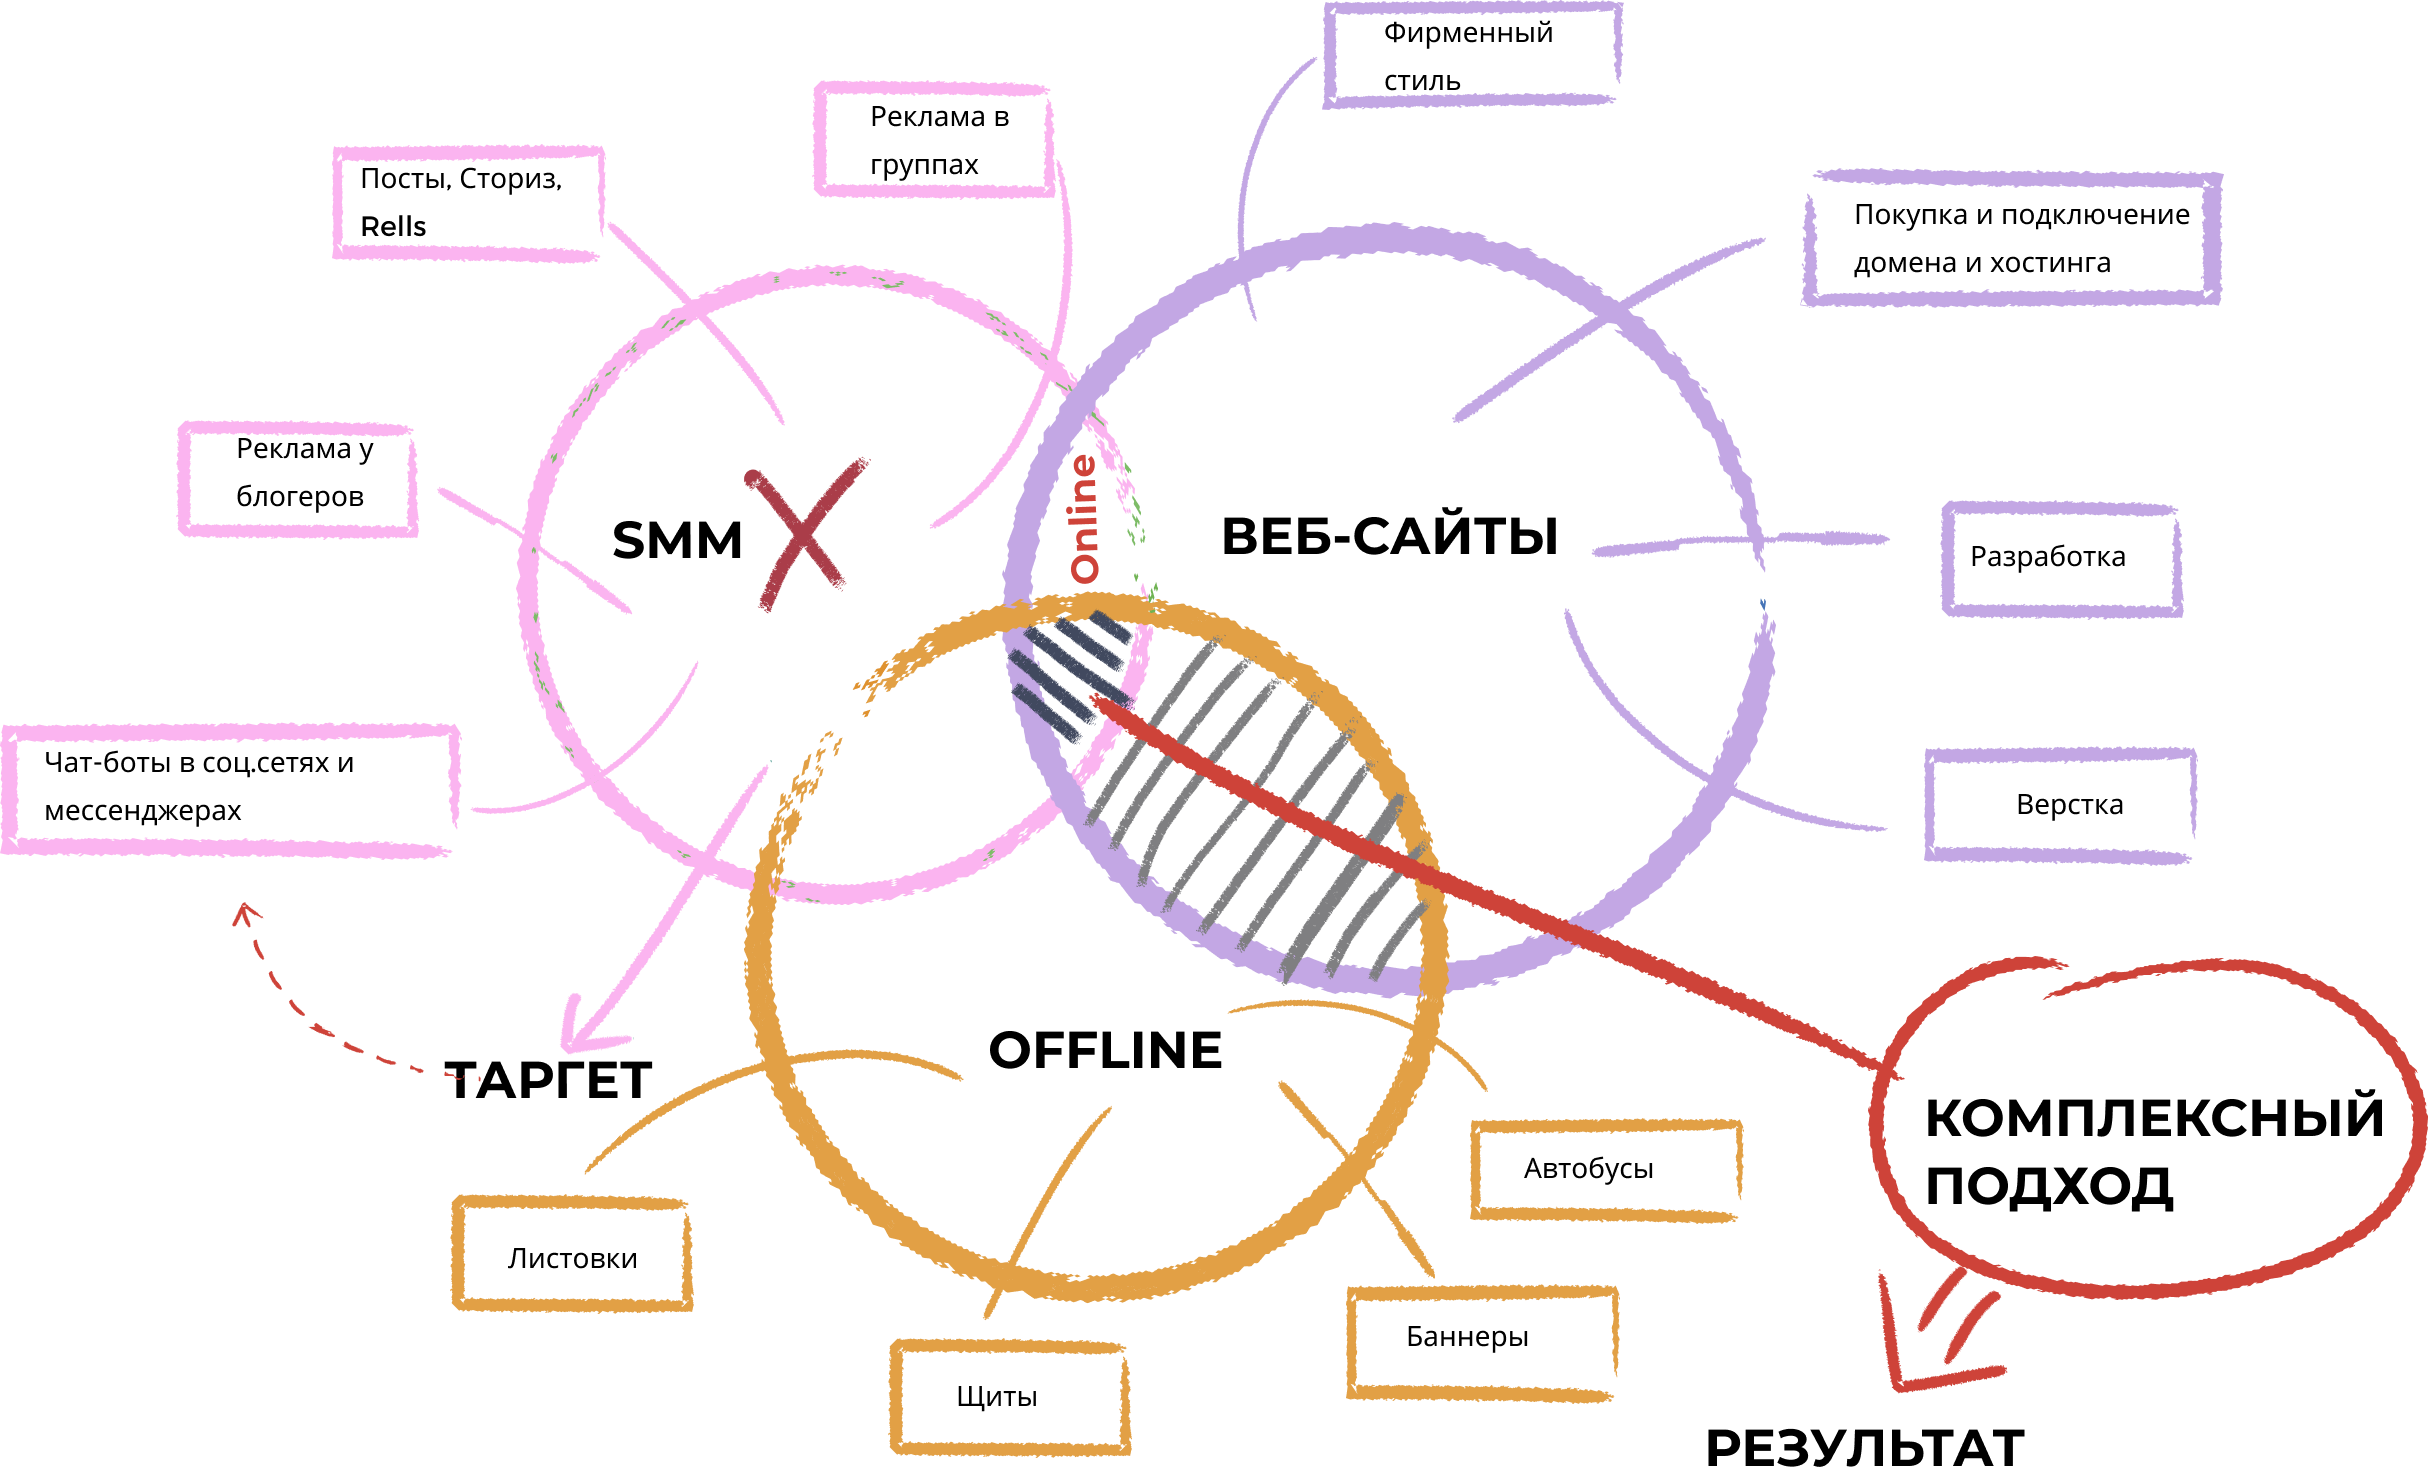 Фирменный
стиль
Реклама в
группах
Посты, Сториз,
Rells
Покупка и подключение
домена и хостинга
Реклама у
блогеров
Online
SMM
ВЕБ-САЙТЫ
Разработка
Чат-боты в соц.сетях и
мессенджерах
Верстка
OFFLINE
ТАРГЕТ
КОМПЛЕКСНЫЙ
ПОДХОД
Автобусы
Листовки
Баннеры
Щиты
РЕЗУЛЬТАТ